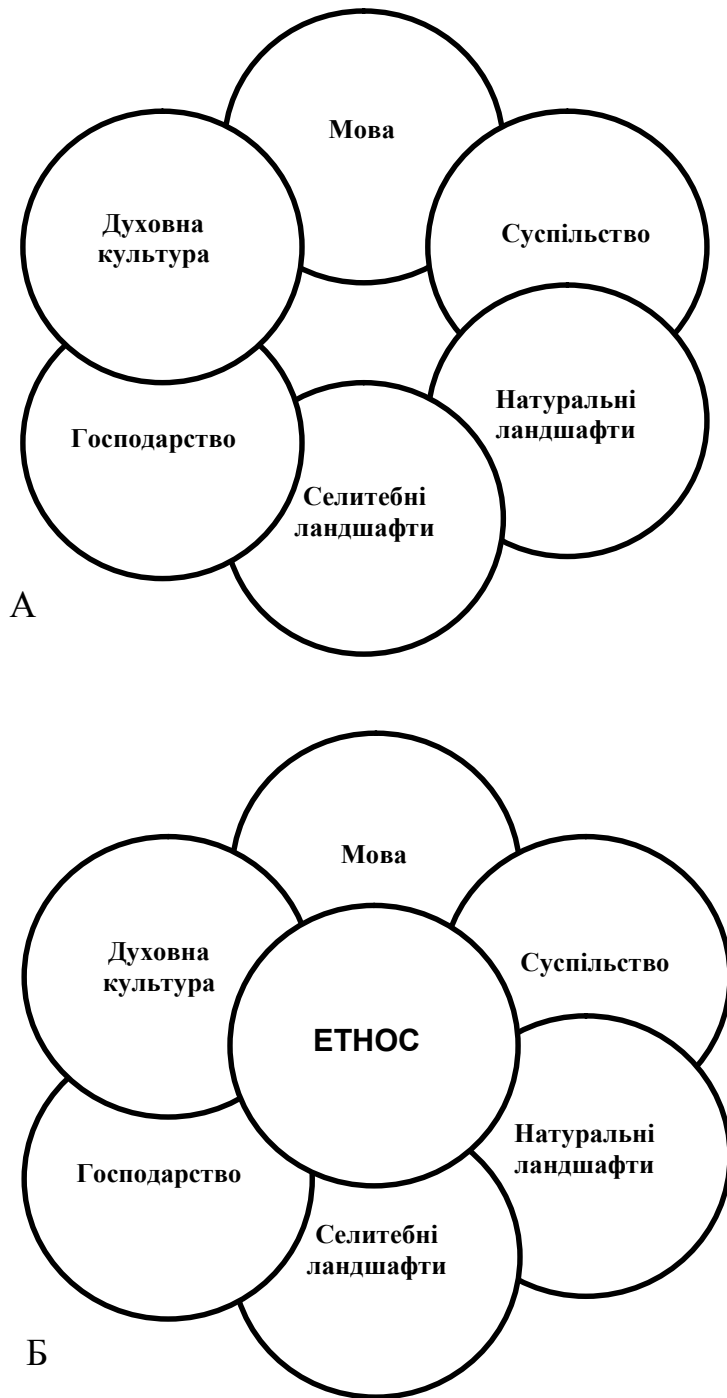 Мова
Духовна
культура
Суспільство
Натуральні
ландшафти
Господарство
Селитебні
ландшафти
А
Мова
Духовна
культура
Суспільство
ЕТНОС
Натуральні
ландшафти
Господарство
Селитебні
ландшафти
Б